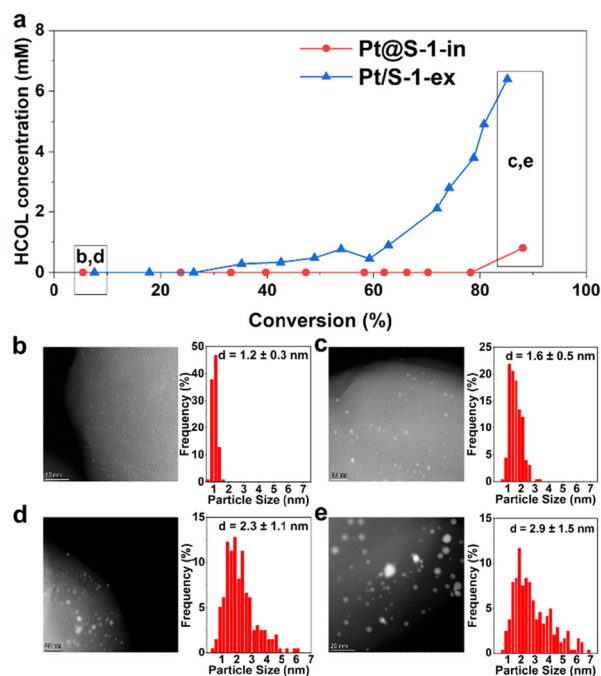 a
Pt@S-1-in
Pt/S-1-ex
HCOL concentration (mM)
8
6
4
2
0
b,d
c,e
0 20 40 60 80 100
Conversion (%)
b
d = 1.2 ± 0.3 nm
Frequency (%)
50
40
30
20
10
0
1 2 3 4 5 6 7
Particle Size (nm)
c
d = 1.6 ± 0.5 nm
Frequency (%)
25
20
15
10
5
0
1 2 3 4 5 6 7
Particle Size (nm)
d
d = 2.3 ± 1.1 nm
Frequency (%)
15
10
5
0
1 2 3 4 5 6 7
Particle Size (nm)
e
20 nm
d = 2.9 ± 1.5 nm
Frequency (%)
15
10
5
0
1 2 3 4 5 6 7
Particle Size (nm)